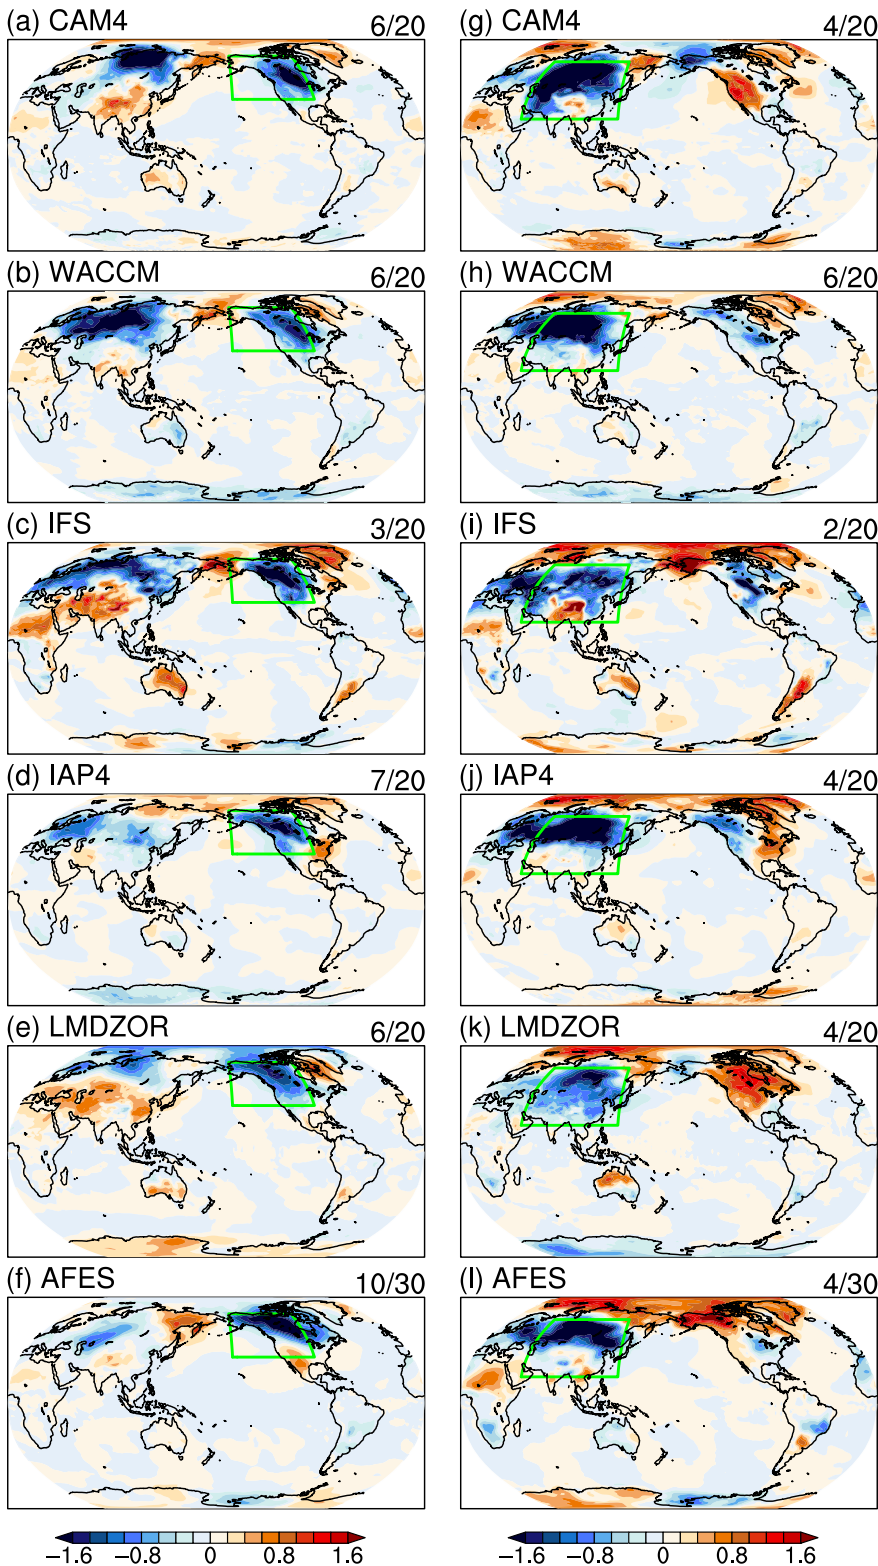 (a) CAM4 6/20
(g) CAM4 4/20
(b) WACCM 6/20
(h) WACCM 6/20
(c) IFS 3/20
(i) IFS 2/20
(d) IAP4 7/20
(j) IAP4 4/20
(e) LMDZOR 6/20
(k) LMDZOR 4/20
(f) AFES 10/30
(l) AFES 4/30
−1.6 −0.8 0 0.8 1.6
−1.6 −0.8 0 0.8 1.6